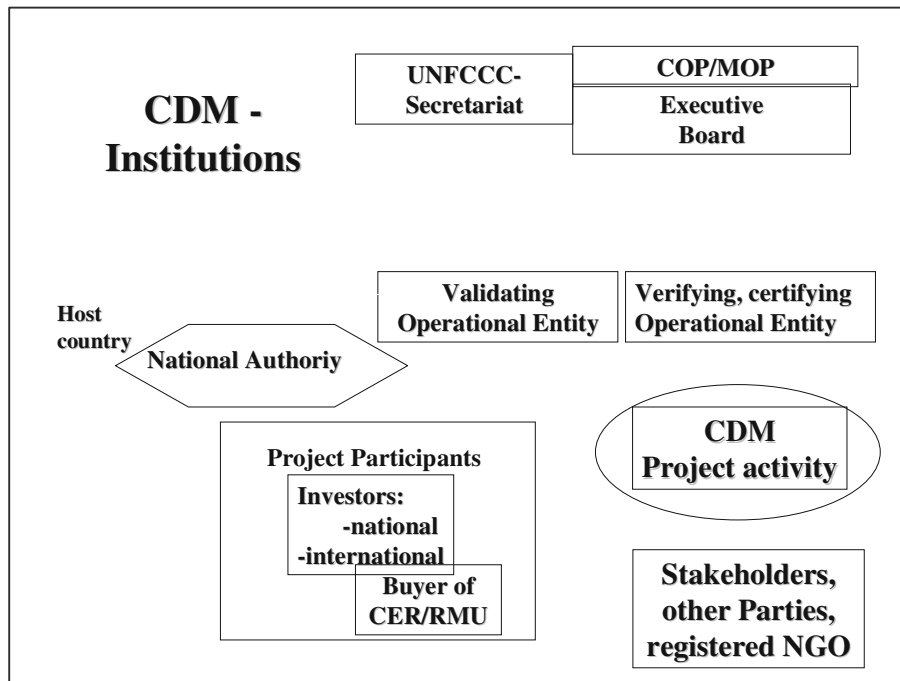 CDM -
Institutions
UNFCCC-
Secretariat
COP/MOP
Executive
Board
Validating
Operational Entity
Verifying, certifying
Operational Entity
Host
country
National Authoriy
CDM
Project activity
Project Participants
Investors:
-national
-international
Buyer of
CER/RMU
Stakeholders,
other Parties,
registered NGO